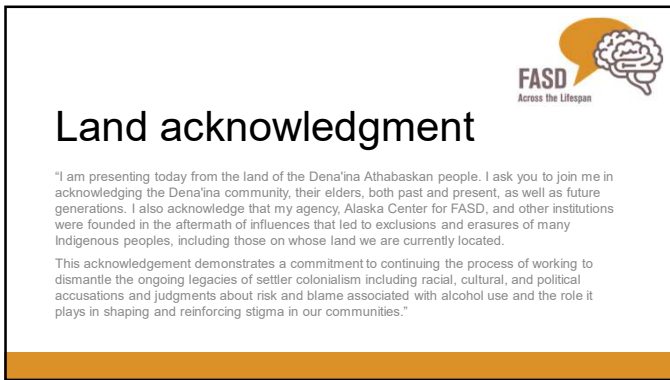 FASD
Across the Lifespan
Land acknowledgment
“I am presenting today from the land of the Dena'ina Athabaskan people. I ask you to join me in
acknowledging the Dena'ina community, their elders, both past and present, as well as future
generations. I also acknowledge that my agency, Alaska Center for FASD, and other institutions
were founded in the aftermath of influences that led to exclusions and erasures of many
Indigenous peoples, including those on whose land we are currently located.
This acknowledgement demonstrates a commitment to continuing the process of working to
dismantle the ongoing legacies of settler colonialism including racial, cultural, and political
accusations and judgments about risk and blame associated with alcohol use and the role it
plays in shaping and reinforcing stigma in our communities.”